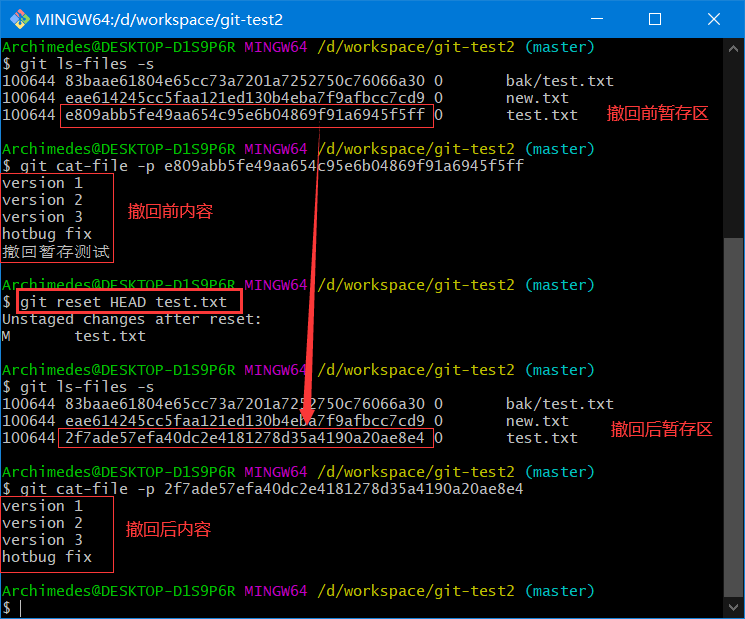 MINGW64:/d/workspace/git-test2
Archimedes@DESKTOP-D1S9P6R MINGW64 /d/workspace/git-test2 (master)
$ git ls-files -s
100644 83baae61804e65cc73a7201a7252750c76066a30 0 bak/test.txt
100644 eae614245cc5faa121ed130b4eba7f9afbcc7cd9 0 new.txt
100644 e809abb5fe49aa654c95e6b04869f91a6945f5ff 0 test.txt 撤回前暂存区
Archimedes@DESKTOP-D1S9P6R MINGW64 /d/workspace/git-test2 (master)
$ git cat-file -p e809abb5fe49aa654c95e6b04869f91a6945f5ff
version 1
version 2
version 3 撤回前内容
hotbug fix
撤回暂存测试
Archimedes@DESKTOP-D1S9P6R MINGW64 /d/workspace/git-test2 (master)
$ git reset HEAD test.txt
Unstaged changes after reset:
M test.txt
Archimedes@DESKTOP-D1S9P6R MINGW64 /d/workspace/git-test2 (master)
$ git ls-files -s
100644 83baae61804e65cc73a7201a7252750c76066a30 0 bak/test.txt
100644 eae614245cc5faa121ed130b4eba7f9afbcc7cd9 0 new.txt
100644 2f7ade57efa40dc2e4181278d35a4190a20ae8e4 0 test.txt 撤回后暂存区
Archimedes@DESKTOP-D1S9P6R MINGW64 /d/workspace/git-test2 (master)
$ git cat-file -p 2f7ade57efa40dc2e4181278d35a4190a20ae8e4
version 1
version 2 撤回后内容
version 3
hotbug fix
Archimedes@DESKTOP-D1S9P6R MINGW64 /d/workspace/git-test2 (master)
$